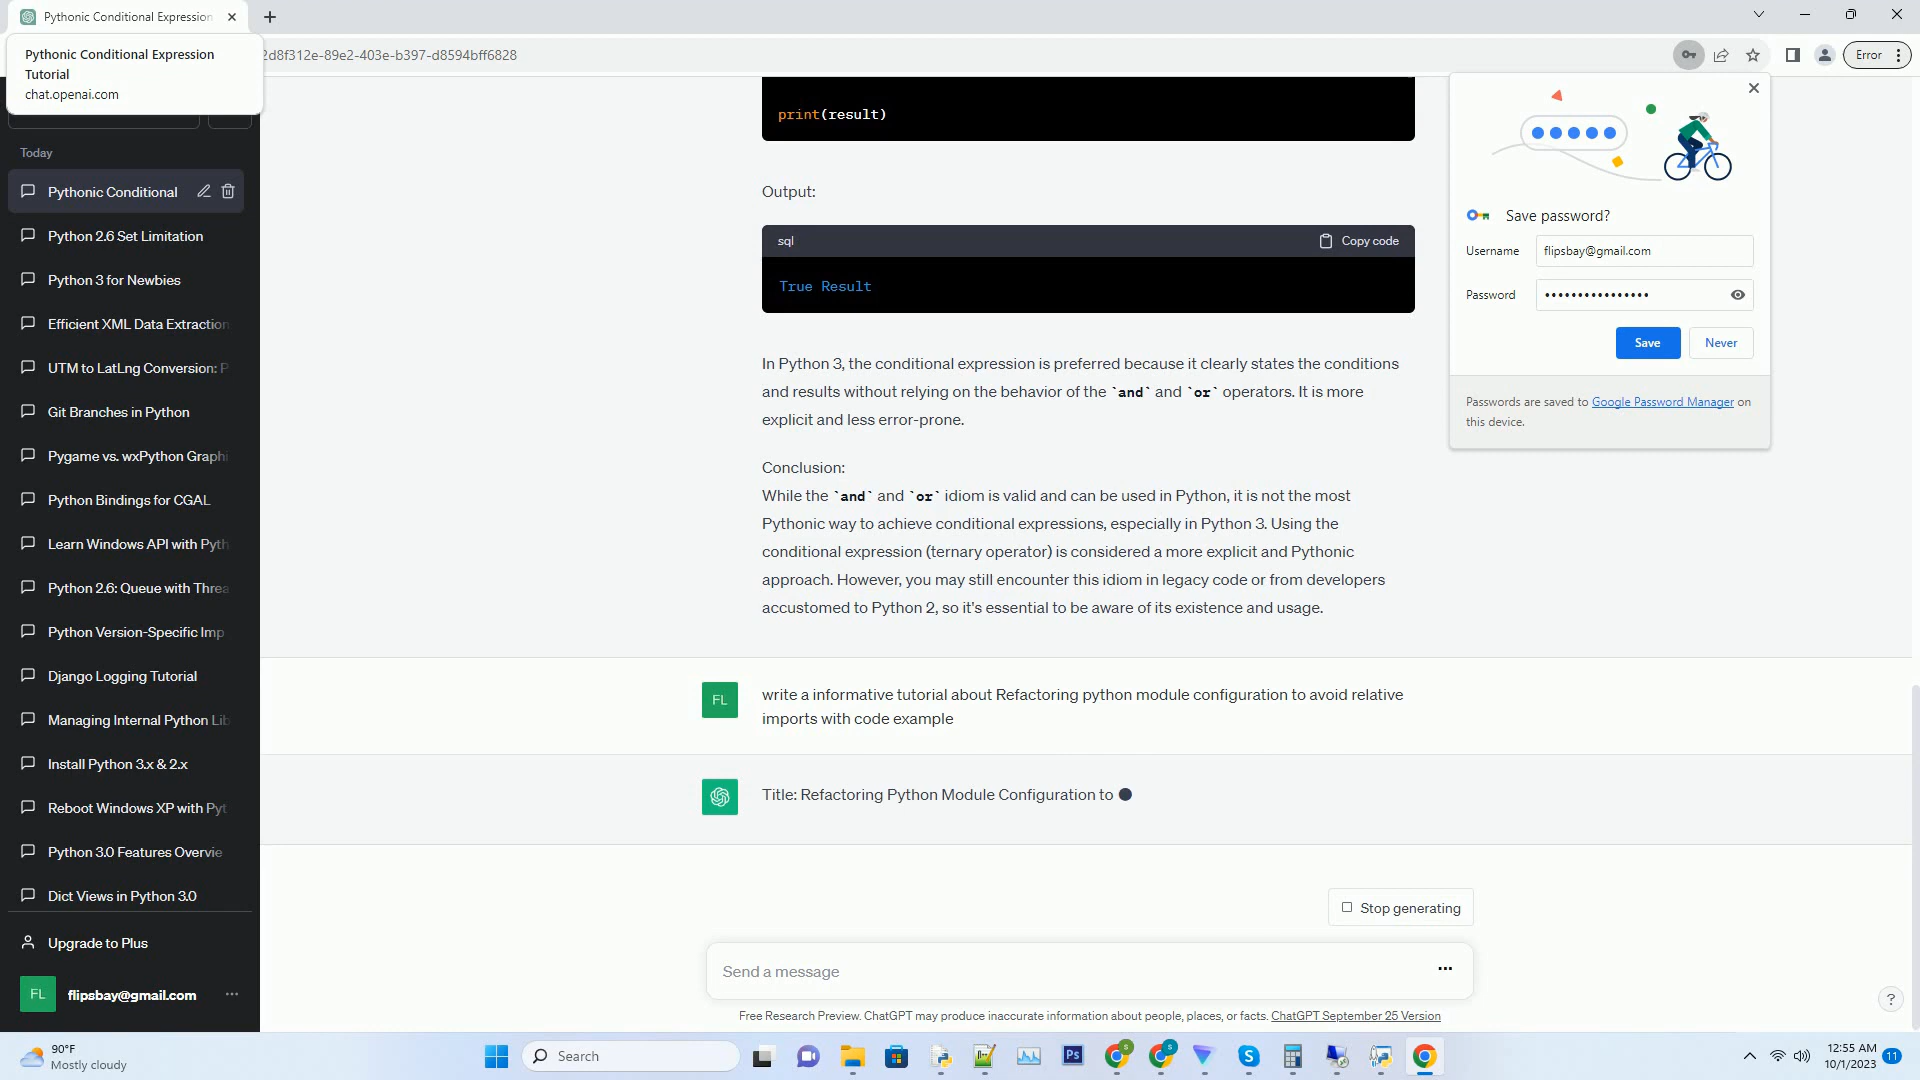 Pythonic Conditional Expression
Pythonic Conditional Expression
Tutorial
chat.openai.com
2d8f312e-89e2-403e-b397-d8594bff6828
Error
Today
Pythonic Conditional
Python 2.6 Set Limitation
Python 3 for Newbies
Efficient XML Data Extraction
UTM to LatLng Conversion: P
Git Branches in Python
Pygame vs. wxPython Graphi
Python Bindings for CGAL
Learn Windows API with Pyth
Python 2.6: Queue with Threa
Python Version-Specific Imp
Django Logging Tutorial
Managing Internal Python Lib
Install Python 3.x & 2.x
Reboot Windows XP with Pyt
Python 3.0 Features Overvie
Dict Views in Python 3.0
Upgrade to Plus
FL
flipsbay@gmail.com
print(result)
Output:
sql
Copy code
True Result
In Python 3, the conditional expression is preferred because it clearly states the conditions
and results without relying on the behavior of the `and` and `or` operators. It is more
explicit and less error-prone.
Conclusion:
While the `and` and `or` idiom is valid and can be used in Python, it is not the most
Pythonic way to achieve conditional expressions, especially in Python 3. Using the
conditional expression (ternary operator) is considered a more explicit and Pythonic
approach. However, you may still encounter this idiom in legacy code or from developers
accustomed to Python 2, so it's essential to be aware of its existence and usage.
FL
write a informative tutorial about Refactoring python module configuration to avoid relative
imports with code example
Title: Refactoring Python Module Configuration to
Stop generating
Send a message
Free Research Preview. ChatGPT may produce inaccurate information about people, places, or facts. ChatGPT September 25 Version
?
Save password?
Username
flipsbay@gmail.com
Password
Save
Never
Passwords are saved to Google Password Manager on
this device.
90°F
Mostly cloudy
Search
Ps
S
S
S
12:55 AM
10/1/2023
11